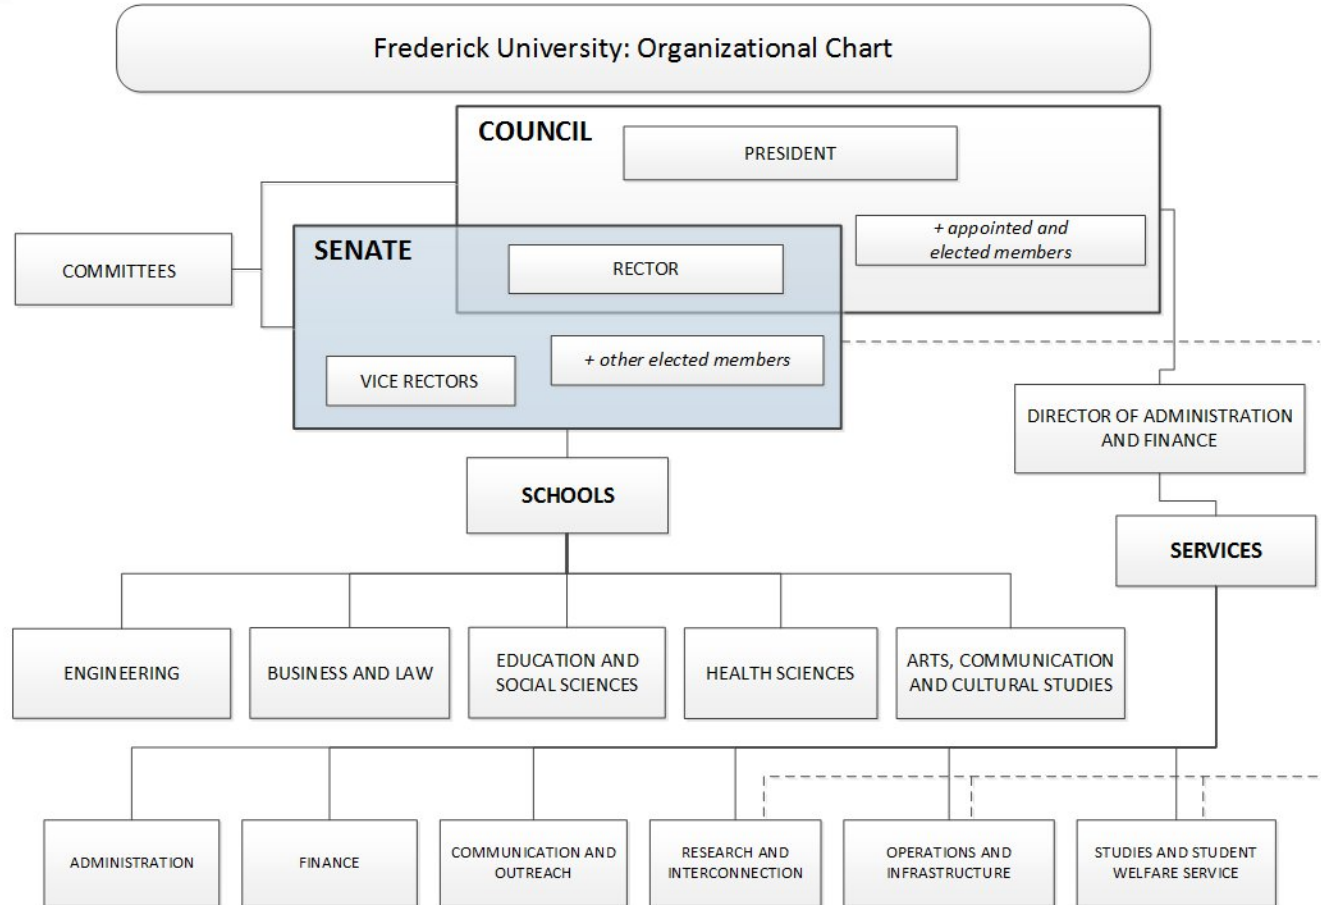 Frederick University: Organizational Chart
COUNCIL
PRESIDENT
+ appointed and
elected members
SENATE
RECTOR
COMMITTEES
+ other elected members
VICE RECTORS
DIRECTOR OF ADMINISTRATION
AND FINANCE
SCHOOLS
SERVICES
ENGINEERING
BUSINESS AND LAW
EDUCATION AND
SOCIAL SCIENCES
HEALTH SCIENCES
ARTS, COMMUNICATION
AND CULTURAL STUDIES
ADMINISTRATION
FINANCE
COMMUNICATION AND
OUTREACH
RESEARCH AND
INTERCONNECTION
OPERATIONS AND
INFRASTRUCTURE
STUDIES AND STUDENT
WELFARE SERVICE